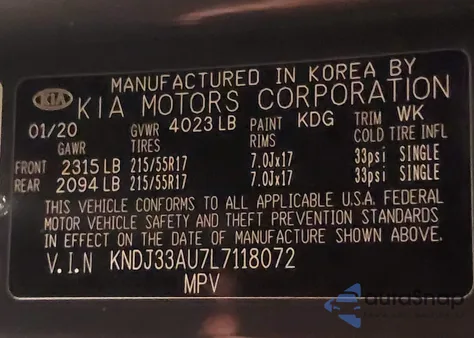 MANUFACTURED IN KOREA BY
KIA KIA MOTORS CORPORATION
01/20 GVWR 4023 LB PAINT KDG TRIM WK
GAWR TIRES RIMS COLD TIRE INFL
FRONT 2315 LB 215/55R17 7.0Jx17 33psi SINGLE
REAR 2094 LB 215/55R17 7.0Jx17 33psi SINGLE
THIS VEHICLE CONFORMS TO ALL APPLICABLE U.S.A. FEDERAL
MOTOR VEHICLE SAFETY AND THEFT PREVENTION STANDARDS
IN EFFECT ON THE DATE OF MANUFACTURE SHOWN ABOVE.
V.I.N KNDJ33AU7L7118072
MPV
autoSnap